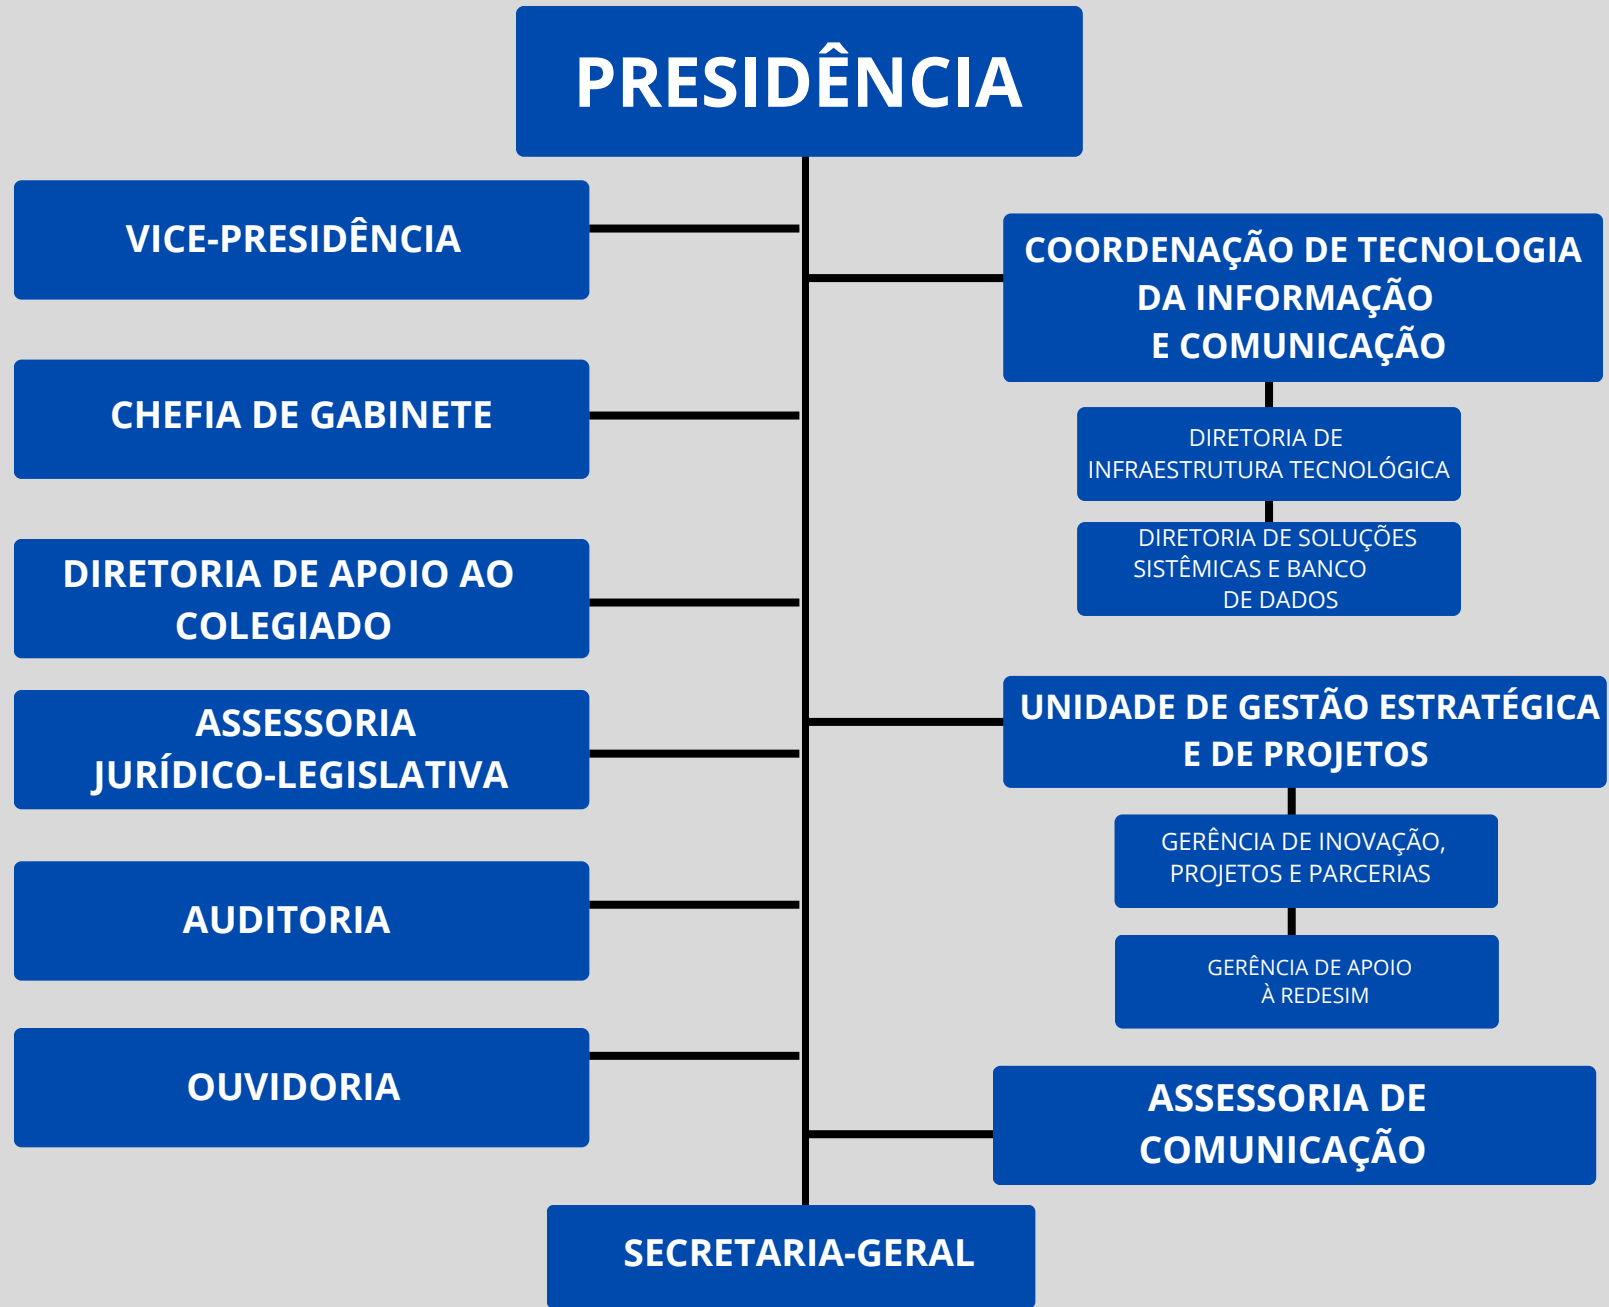 PRESIDÊNCIA
VICE-PRESIDÊNCIA
CHEFIA DE GABINETE
DIRETORIA DE APOIO AO
COLEGIADO
ASSESSORIA
JURÍDICO-LEGISLATIVA
AUDITORIA
OUVIDORIA
COORDENAÇÃO DE TECNOLOGIA
DA INFORMAÇÃO
E COMUNICAÇÃO
DIRETORIA DE
INFRAESTRUTURA TECNOLÓGICA
DIRETORIA DE SOLUÇÕES
SISTÊMICAS E BANCO
DE DADOS
UNIDADE DE GESTÃO ESTRATÉGICA
E DE PROJETOS
GERÊNCIA DE INOVAÇÃO,
PROJETOS E PARCERIAS
GERÊNCIA DE APOIO
À REDESIM
ASSESSORIA DE
COMUNICAÇÃO
SECRETARIA-GERAL